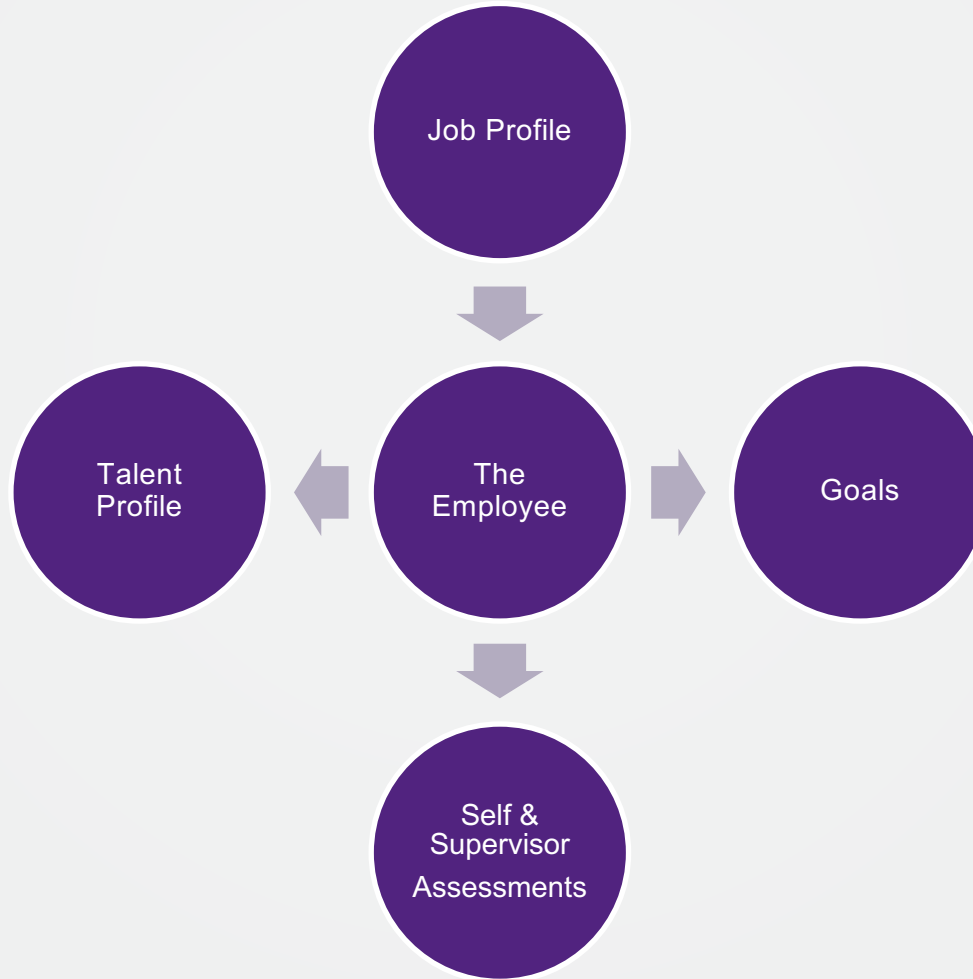 Job Profile
Talent
Profile
The
Employee
Goals
Self &
Supervisor
Assessments